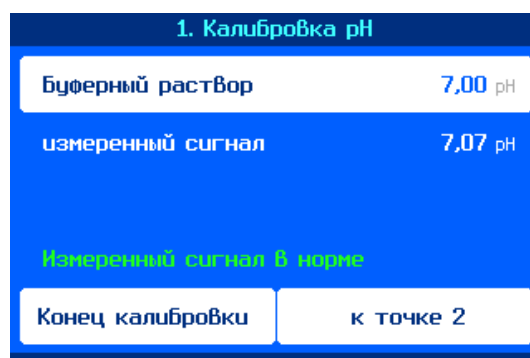 1. Калибровка pH
Буферный раствор 7,00 pH
измеренный сигнал 7,07 pH
Измеренный сигнал в норме
Конец калибровки к точке 2